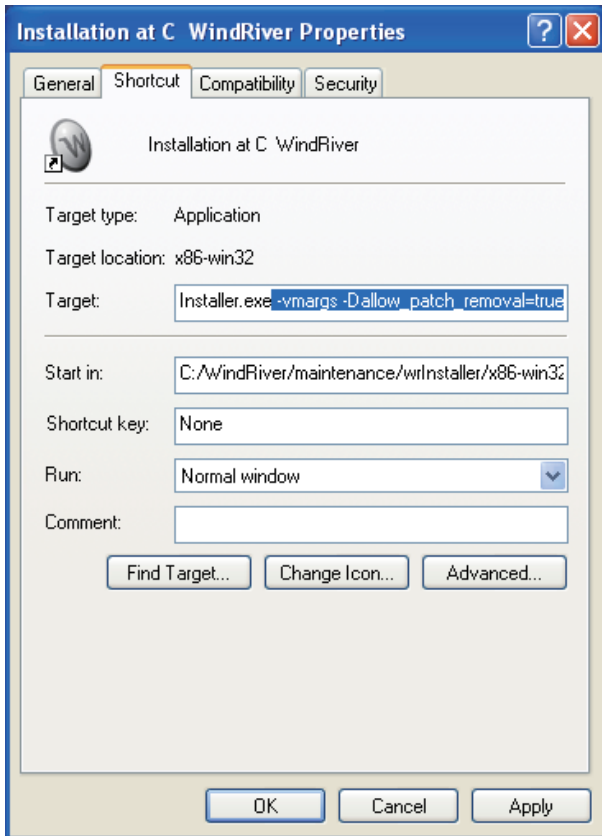 Installation at C WindRiver Properties
General Shortcut Compatibility Security
Installation at C WindRiver
Target type: Application
Target location: x86-win32
Target: Installer.exe -vmargs -Dallow_patch_removal=true
Start in: C:/WindRiver/maintenance/wrInstaller/x86-win32
Shortcut key: None
Run: Normal window
Comment:
Find Target... Change Icon... Advanced...
OK Cancel Apply